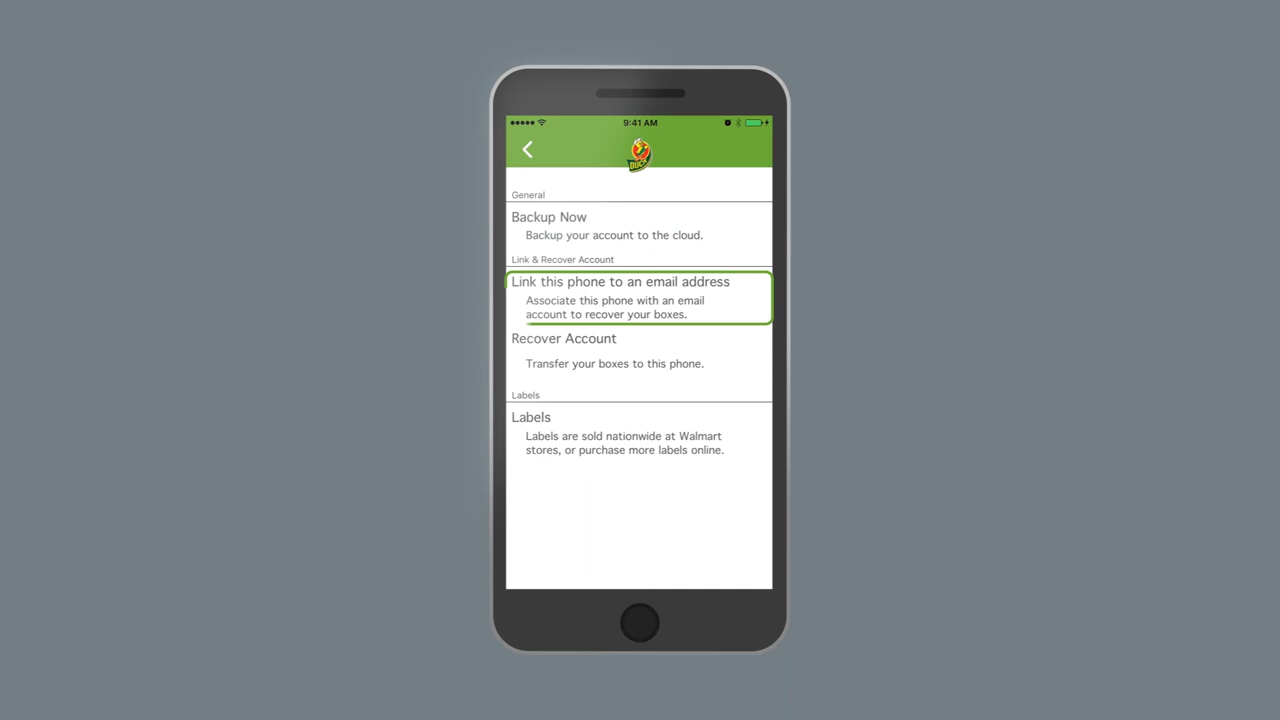 9:41 AM
DUCK
General
Backup Now
Backup your account to the cloud.
Link & Recover Account
Link this phone to an email address
Associate this phone with an email
account to recover your boxes.
Recover Account
Transfer your boxes to this phone.
Labels
Labels
Labels are sold nationwide at Walmart
stores, or purchase more labels online.